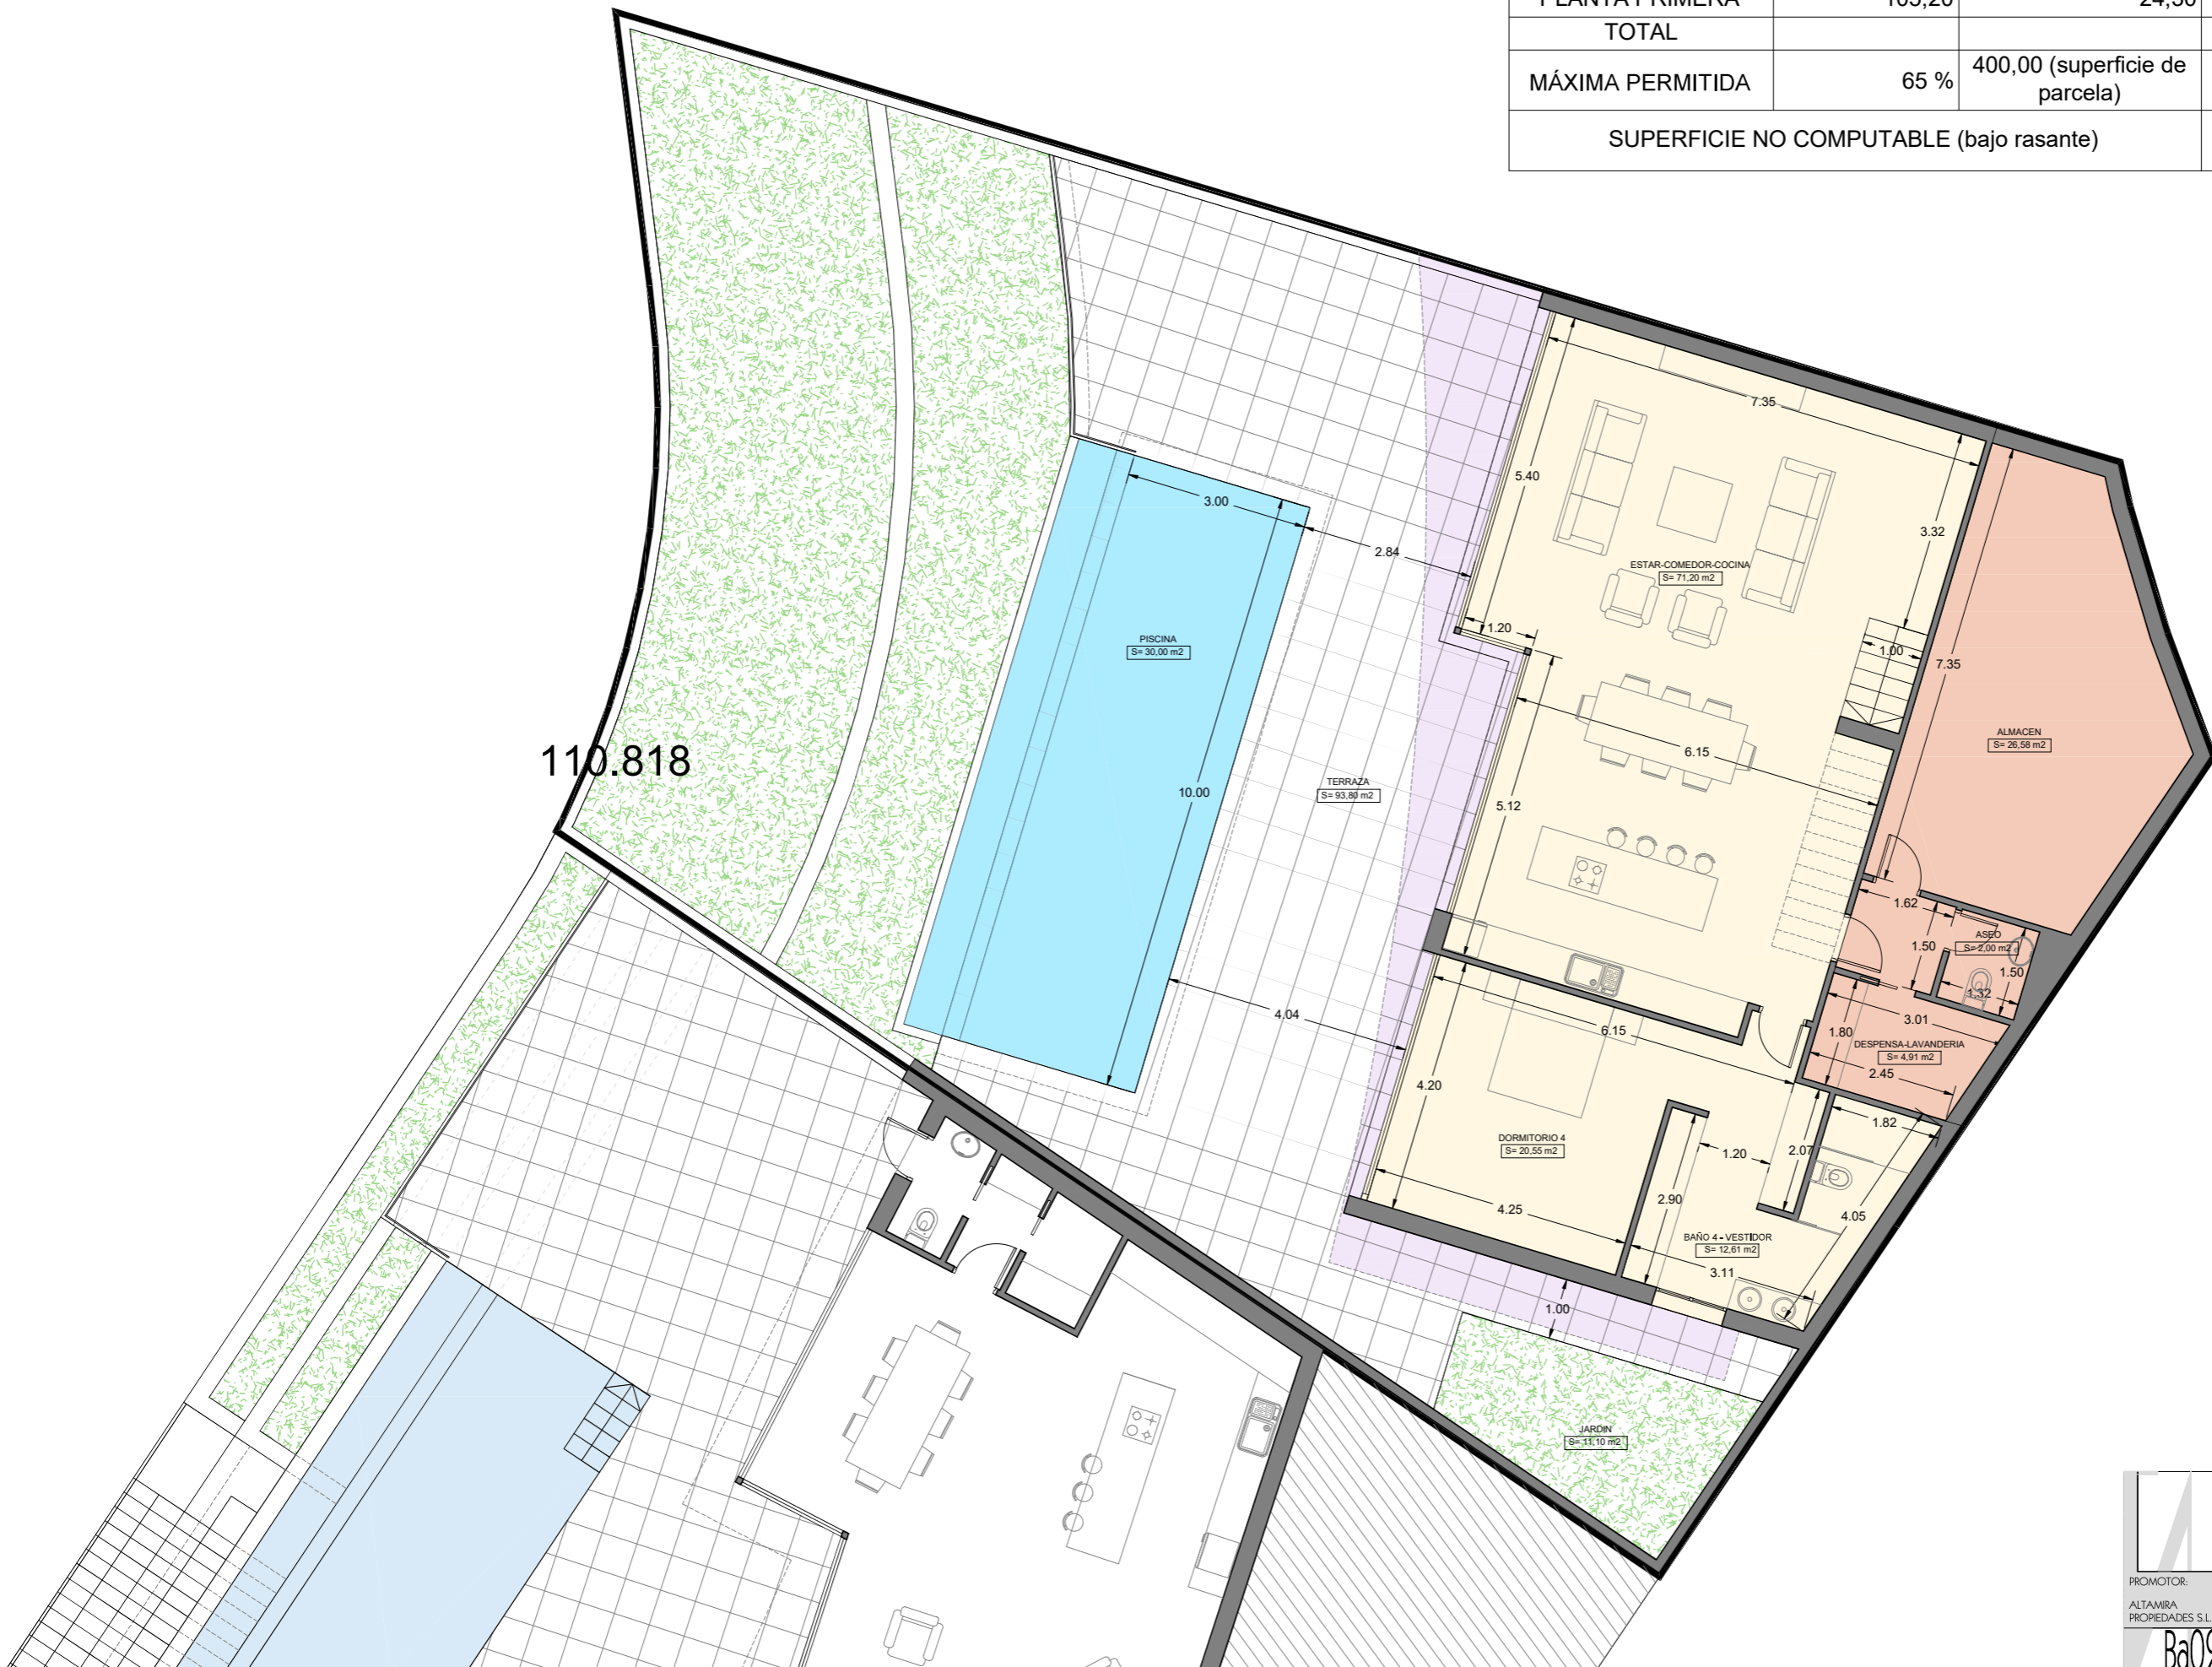 TOTAL
MÁXIMA PERMITIDA
65 %
400,00 (superficie de
parcela)
SUPERFICIE NO COMPUTABLE (bajo rasante)
7.35
5.40
3.00
3.32
2.84
ESTAR-COMEDOR-COCINA
S= 71,20 m2
1.20
PISCINA
S= 30,00 m2
1.00
7.35
ALMACEN
S= 26,58 m2
110.818
6.15
TERRAZA
S= 93,80 m2
10.00
5.12
1.62
ASEO
S=2,00 m2
1.50
1.50
1.32
4.04
6.15
1.80
3.01
DESPENSA-LAVANDERIA
S= 4,91 m2
2.45
4.20
1.82
DORMITORIO 4
S= 20,55 m2
1.20
2.07
2.90
4.25
4.05
BAÑO 4 - VESTIDOR
S= 12,61 m2
3.11
1.00
JARDIN
S= 11,10 m2
PROMOTOR:
ALTAMIRA
PROPIEDADES S.L.